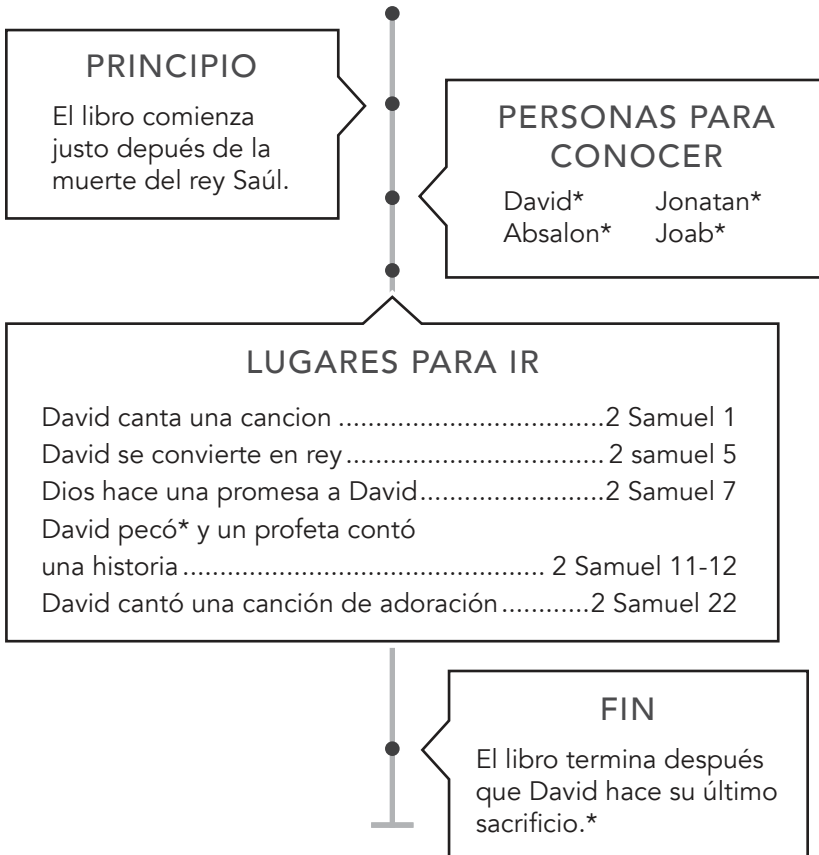 PRINCIPIO
El libro comienza
justo depués de la
muerte del rey Saúl.
PERSONAS PARA
CONOCER
David* Jonatan*
Absalon* Joab*
LUGARES PARA IR
David canta una cancion ...................................2 Samuel 1
David se convierte en rey.................................. 2 samuel 5
Dios hace una promesa a David.........................2 Samuel 7
David pecó* y un profeta contó
una historia ................................................ 2 Samuel 11-12
David cantó una canción de adoración............2 Samuel 22
FIN
El libro termina después
que David hace su último
sacrificio.*